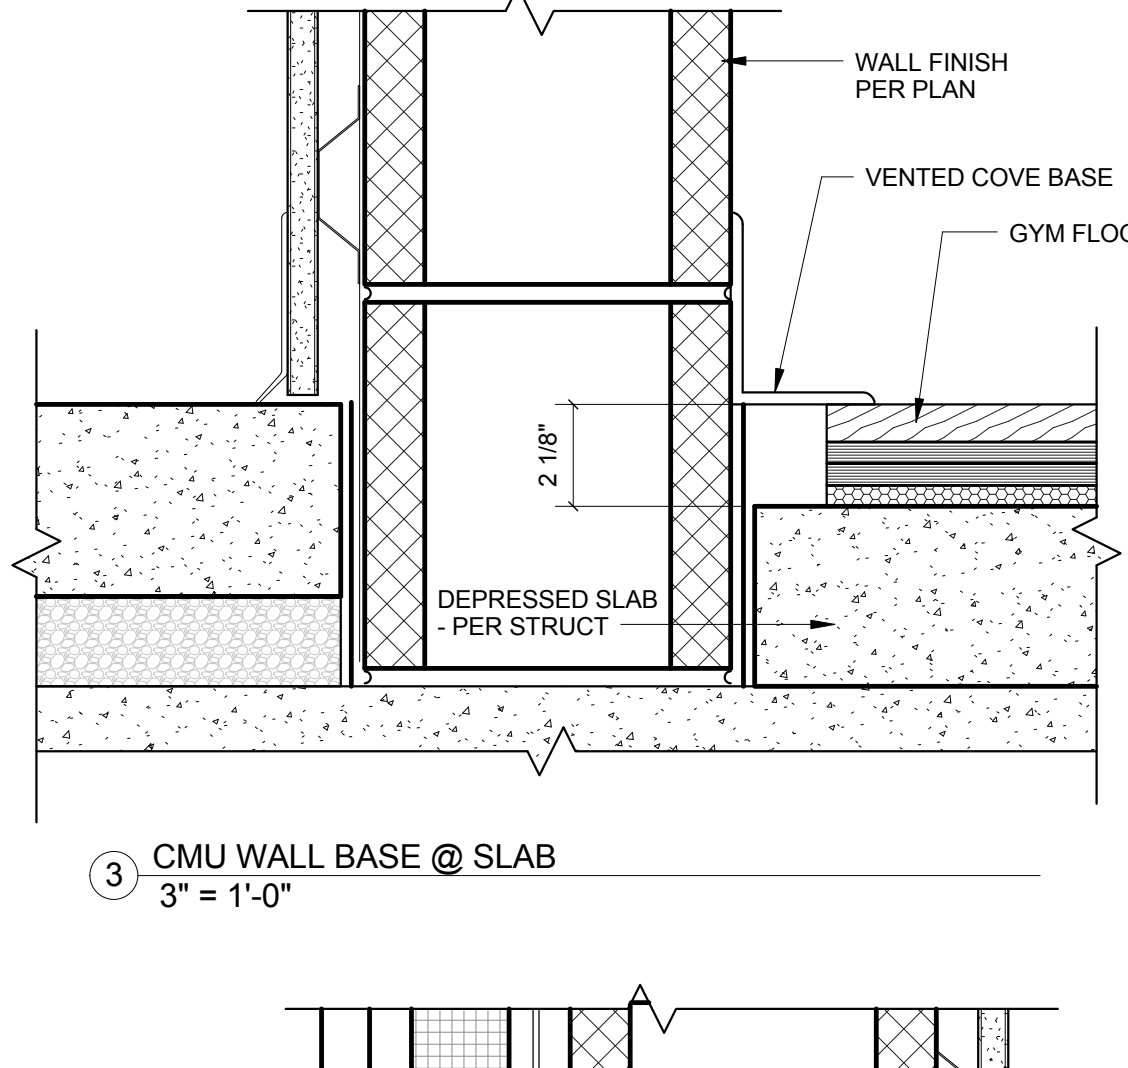 WALL FINISH
PER PLAN
VENTED COVE BASE
GYM
2 1/8"
DEPRESSED SLAB
- PER STRUCT
3
CMU WALL BASE @ SLAB
3" = 1'-0"